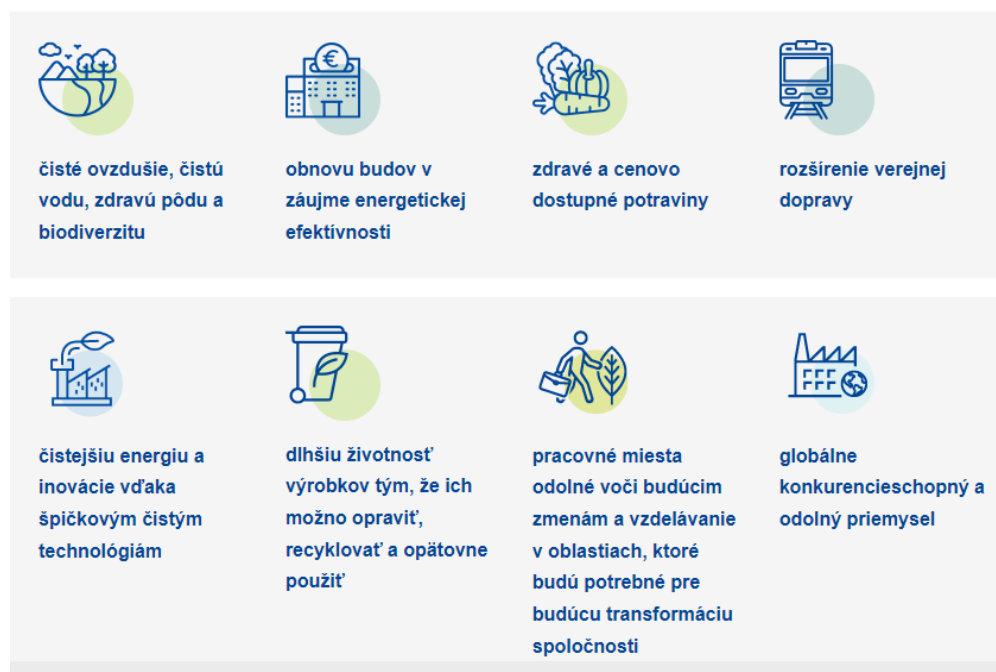 čisté ovzdušie, čistú
vodu, zdravú pôdu a
biodiverzitu
obnovu budov v
záujme energetickej
efektívnosti
zdravé a cenovo
dostupné potraviny
rozšírenie verejnej
dopravy
čistejšiu energiu a
inovácie vďaka
špičkovým čistým
technológiám
dlhšiu životnosť
výrobkov tým, že ich
možno opraviť,
recyklovať a opätovne
použiť
pracovné miesta
odolné voči budúcim
zmenám a vzdelávanie
v oblastiach, ktoré
budú potrebné pre
budúcu transformáciu
spoločnosti
globálne
konkurencieschopný a
odolný priemysel